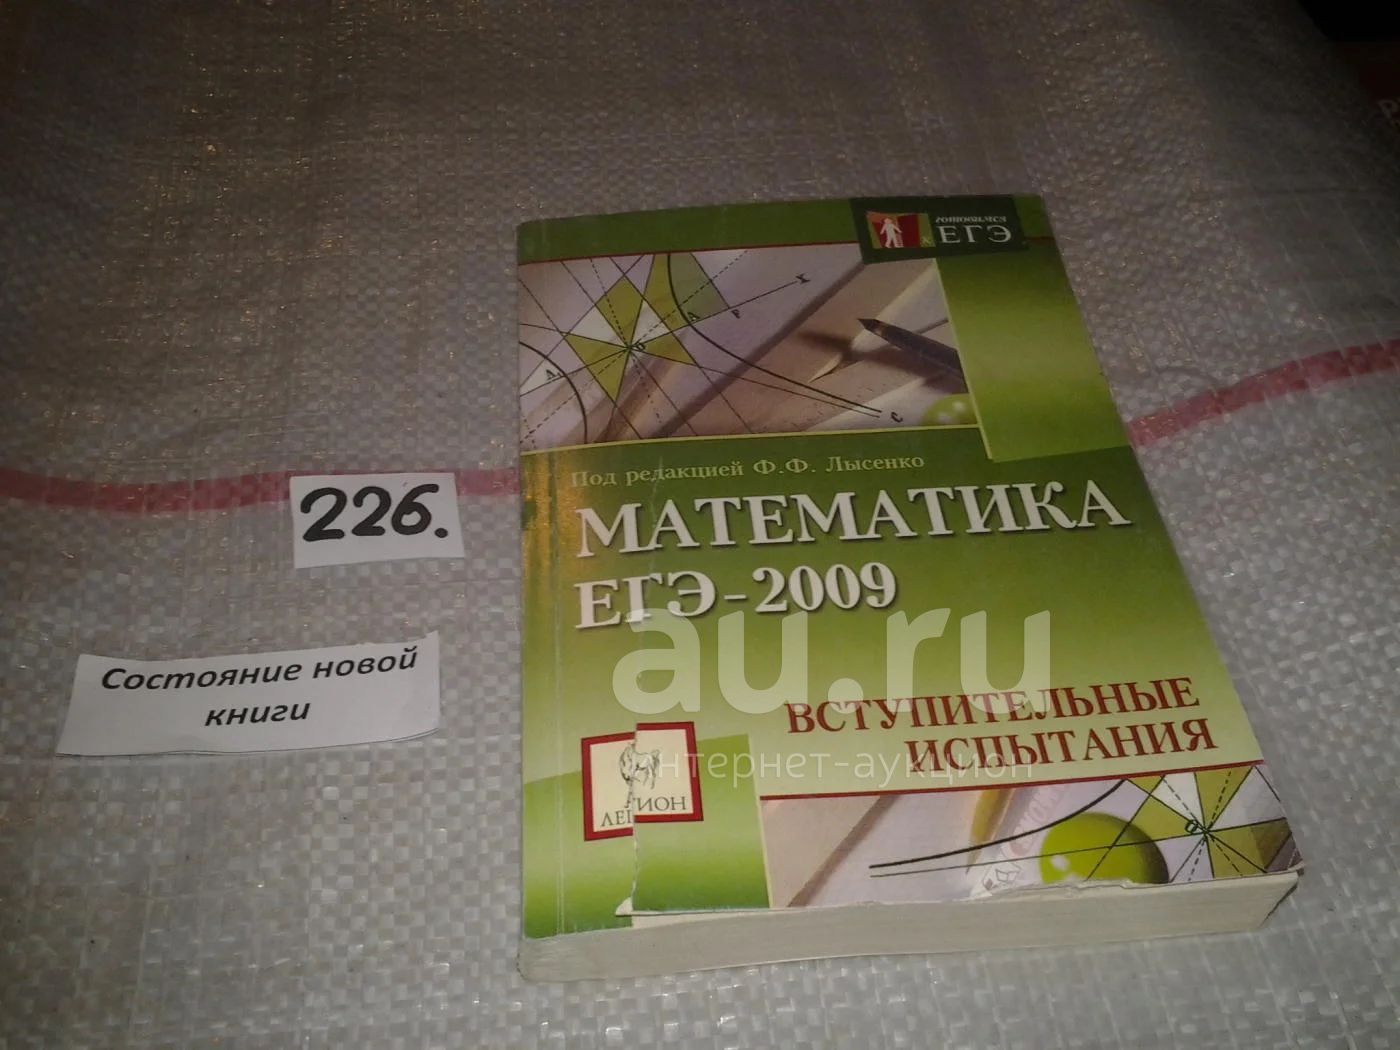 готовимся
к ЕГЭ
Х
А
Р
А
С
Под редакцией Ф.Ф. Лысенко
МАТЕМАТИКА
ЕГЭ-2009
226.
au.ru
интернет-аукцион
Состояние новой
книги
ВСТУПИТЕЛЬНЫЕ
ИСПЫТАНИЯ
ЛЕГИОН